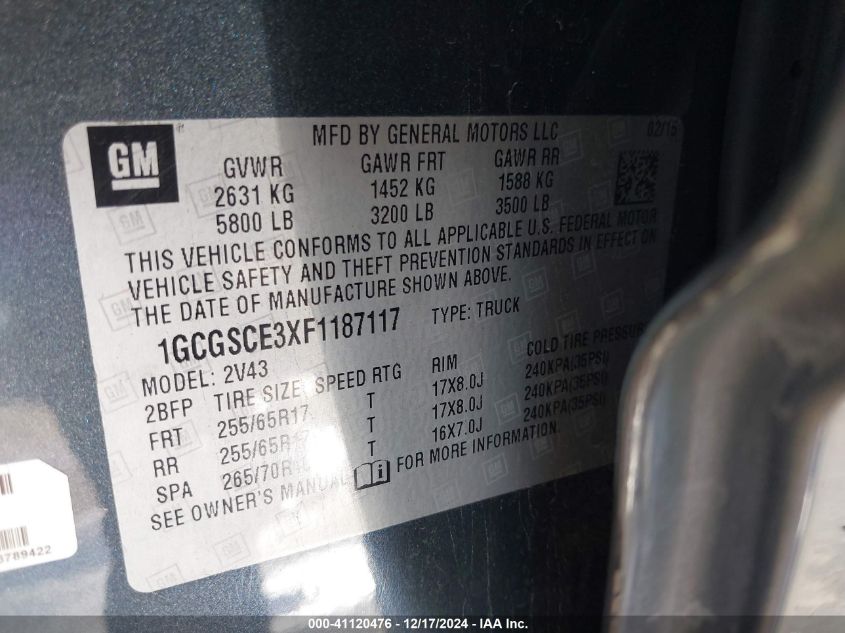 GM
MFD BY GENERAL MOTORS LLC 02/15
GVWR GAWR FRT GAWR RR
2631 KG 1452 KG 1588 KG
5800 LB 3200 LB 3500 LB
THIS VEHICLE CONFORMS TO ALL APPLICABLE U.S. FEDERAL MOTOR
VEHICLE SAFETY AND THEFT PREVENTION STANDARDS IN EFFECT ON
THE DATE OF MANUFACTURE SHOWN ABOVE.
1GCGSCE3XF1187117 TYPE: TRUCK
MODEL: 2V43
2BFP TIRE SIZE SPEED RTG RIM COLD TIRE PRESSURE
FRT 255/65R17 T 17X8.0J 240KPA(35PSI)
RR 255/65R17 T 17X8.0J 240KPA(35PSI)
SPA 265/70R T 16X7.0J 240KPA(35PSI)
SEE OWNER'S MANUAL FOR MORE INFORMATION.
789422
000-41120476 - 12/17/2024 - IAA Inc.